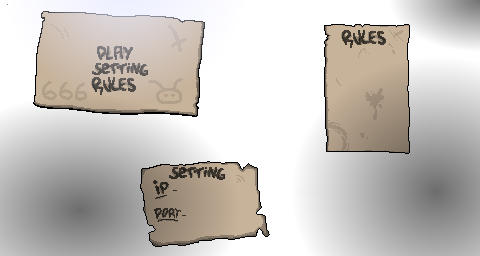 PLAY
SETTING
RULES
666
RULES
SETTING
iP -
PORT-